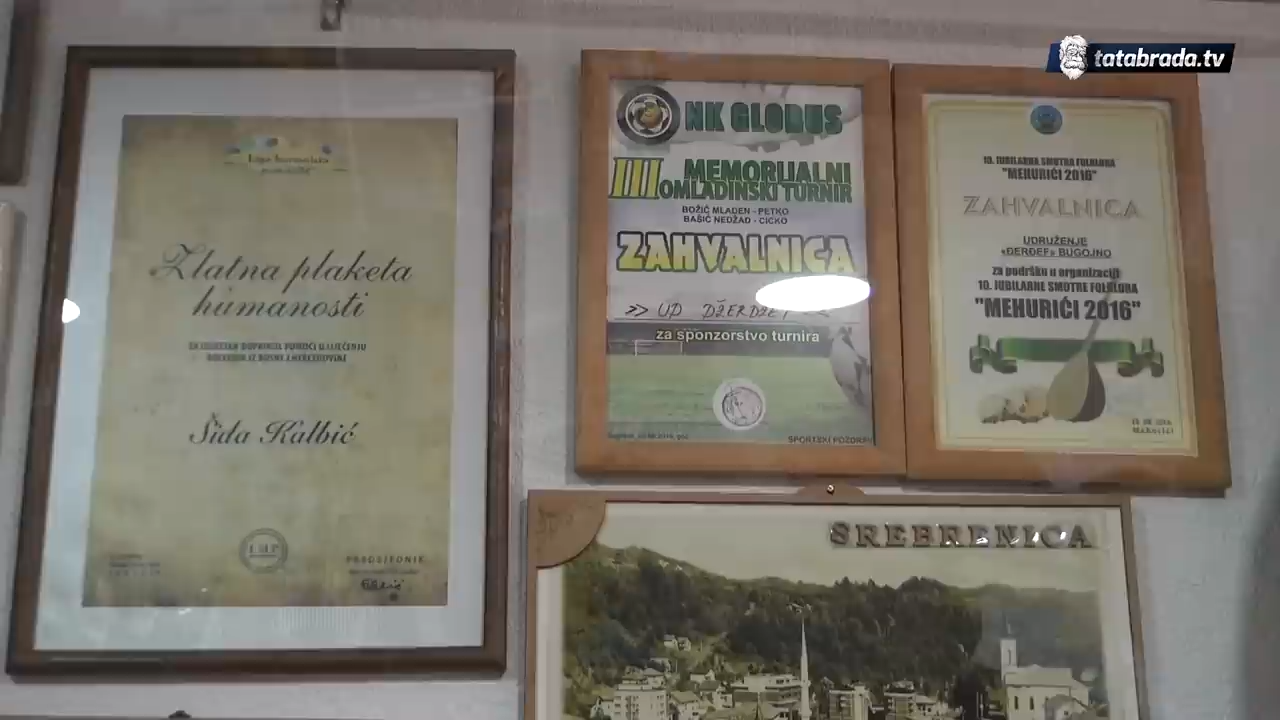 tatabrada.tv
Zlatna plaketa
humanosti
Šida Kalbić
PREDSJEDNIK
NK GLOBUS
III MEMORIJALNI
OMLADINSKI TURNIR
BOŽIĆ MLADEN - PETKO
BAŠIĆ NEDŽAD - CICKO
ZAHVALNICA
>> UP DŽERDŽEF
za sponzorstvo turnira
SPORTSKI POZDRAV
10. JUBILARNE SMOTRE FOLKLORA
"MEHURIĆI 2016"
ZAHVALNICA
UDRUŽENJE
«ĐERĐEF» BUGOJNO
za podršku u organizaciji
10. JUBILARNE SMOTRE FOLKLORA
"MEHURIĆI 2016"
SREBRENICA